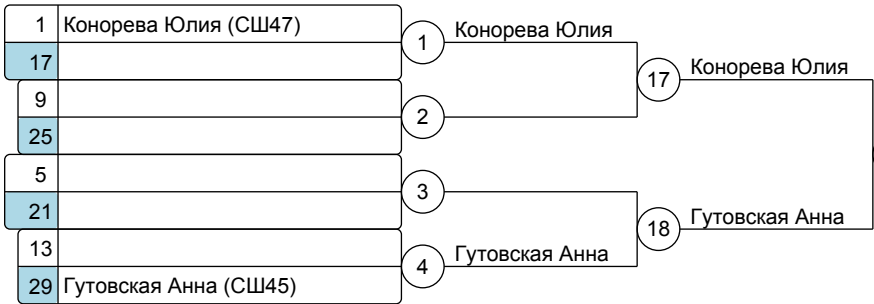 1 Конорева Юлия (СШ47)
17
9
25
5
21
13
29 Гутовская Анна (СШ45)
1 Конорева Юлия
2
3
4 Гутовская Анна
17 Конорева Юлия
18 Гутовская Анна